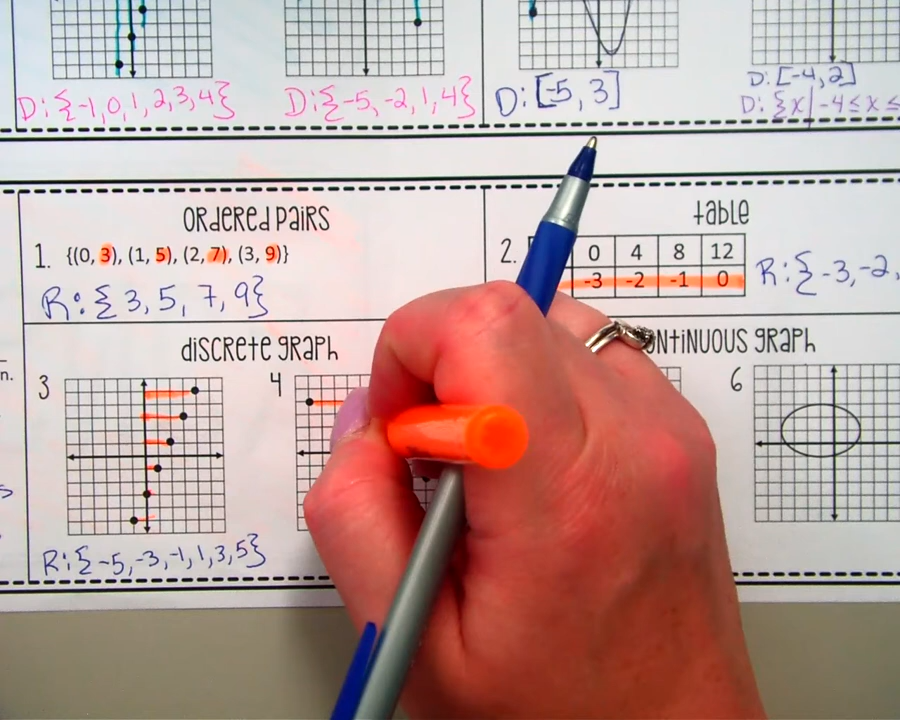 D: {-1, 0, 1, 2, 3, 4}
D: {-5, -2, 1, 4}
D: [-5, 3]
D: [-4, 2]
D: {x| -4 ≤ x ≤
ORDERED PAIRS
1. {(0, 3), (1, 5), (2, 7), (3, 9)}
R: {3, 5, 7, 9}
TABLE
2.
0 4 8 12
-3 -2 -1 0
R: {-3, -2,
DISCRETE GRAPH
3
4
R: {-5, -3, -1, 1, 3, 5}
ONTINUOUS GRAPH
6
n.